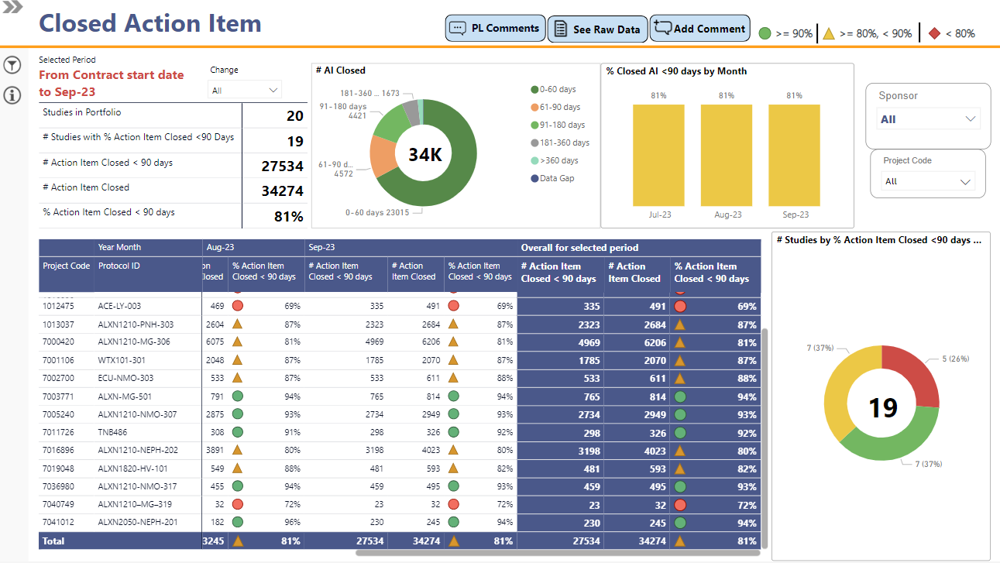 Closed Action Item
PL Comments
See Raw Data
Add Comment
>= 90%
>= 80%, < 90%
< 80%
Selected Period
From Contract start date
to Sep-23
Change
All
Studies in Portfolio 20
# Studies with % Action Item Closed <90 Days 19
# Action Item Closed < 90 days 27534
# Action Item Closed 34274
% Action Item Closed < 90 days 81%
# AI Closed
181-360 ... 1673
91-180 days
4421
61-90 d...
4572
0-60 days 23015
34K
0-60 days
61-90 days
91-180 days
181-360 days
>360 days
Data Gap
% Closed AI <90 days by Month
81% 81% 81%
Jul-23 Aug-23 Sep-23
Sponsor
All
Project Code
All
Year Month Aug-23 Sep-23 Overall for selected period
Project Code Protocol ID on % Action Item # Action Item # Action % Action Item # Action Item # Action % Action Item
losed Closed < 90 days Closed < 90 days Item Closed Closed < 90 days Closed < 90 days Item Closed Closed < 90 days
1012475 ACE-LY-003 469 69% 335 491 69% 335 491 69%
1013037 ALXN1210-PNH-303 2604 87% 2323 2684 87% 2323 2684 87%
7000420 ALXN1210-MG-306 6075 81% 4969 6206 81% 4969 6206 81%
7001106 WTX101-301 2048 87% 1785 2070 87% 1785 2070 87%
7002700 ECU-NMO-303 533 87% 533 611 88% 533 611 88%
7003771 ALXN-MG-501 791 94% 765 814 94% 765 814 94%
7005240 ALXN1210-NMO-307 2875 93% 2734 2949 93% 2734 2949 93%
7011726 TNB486 308 91% 298 326 92% 298 326 92%
7016896 ALXN1210-NEPH-202 3891 80% 3198 4023 80% 3198 4023 80%
7019048 ALXN1820-HV-101 549 88% 481 593 82% 481 593 82%
7036980 ALXN1210-NMO-317 455 94% 459 495 93% 459 495 93%
7040749 ALXN1210–MG–319 32 72% 23 32 72% 23 32 72%
7041012 ALXN2050-NEPH-201 182 96% 230 245 94% 230 245 94%
Total 3245 81% 27534 34274 81% 27534 34274 81%
# Studies by % Action Item Closed <90 days ...
7 (37%)
5 (26%)
19
7 (37%)